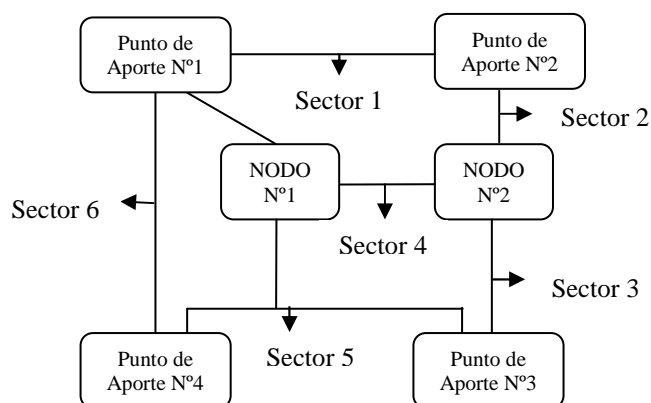 Punto de
Aporte Nº1
Punto de
Aporte Nº2
Sector 1
Sector 2
NODO
Nº1
NODO
Nº2
Sector 6
Sector 4
Sector 3
Punto de
Aporte Nº4
Sector 5
Punto de
Aporte Nº3